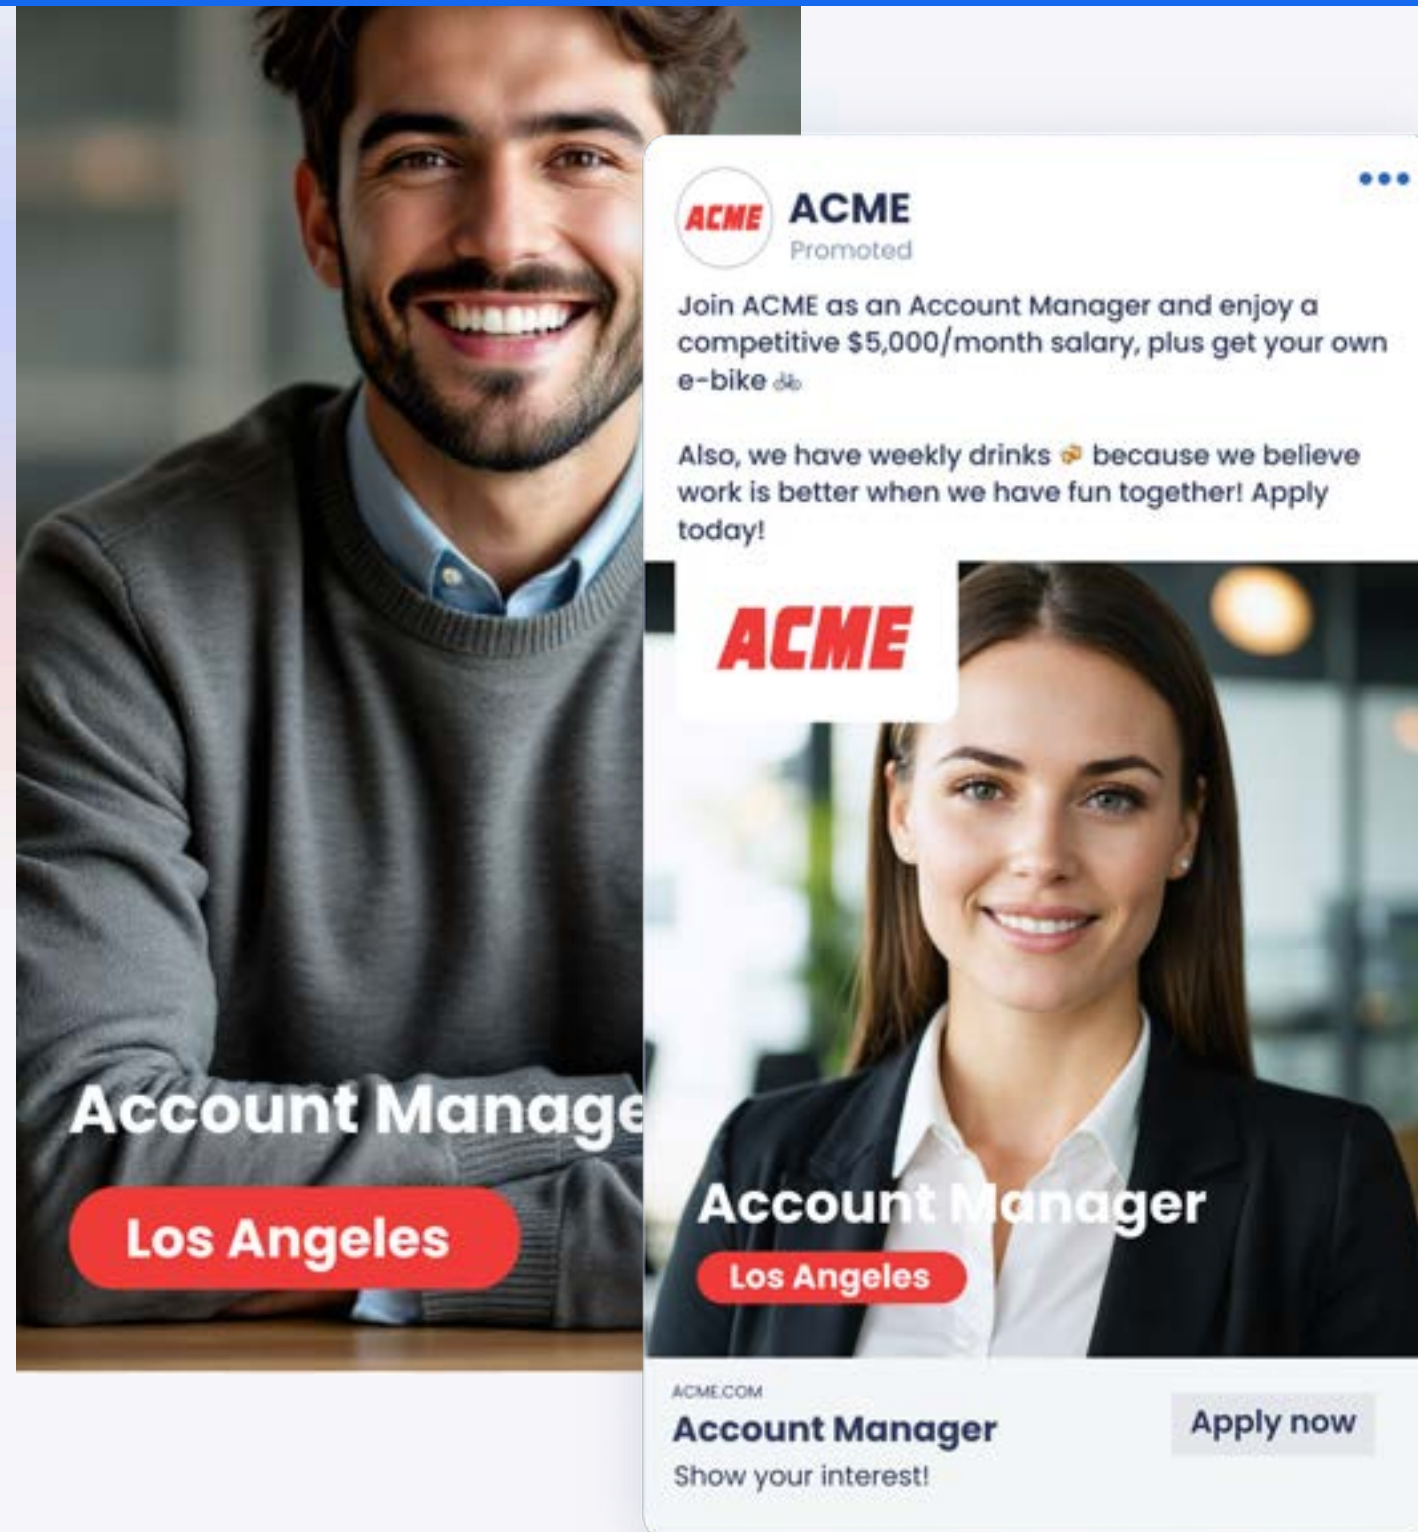 ACME
ACME
Promoted
Join ACME as an Account Manager and enjoy a
competitive $5,000/month salary, plus get your own
e-bike 🚲
Also, we have weekly drinks 🍻 because we believe
work is better when we have fun together! Apply
today!
ACME
Account Manage
Los Angeles
Account Manager
Los Angeles
ACME.COM
Account Manager
Show your interest!
Apply now